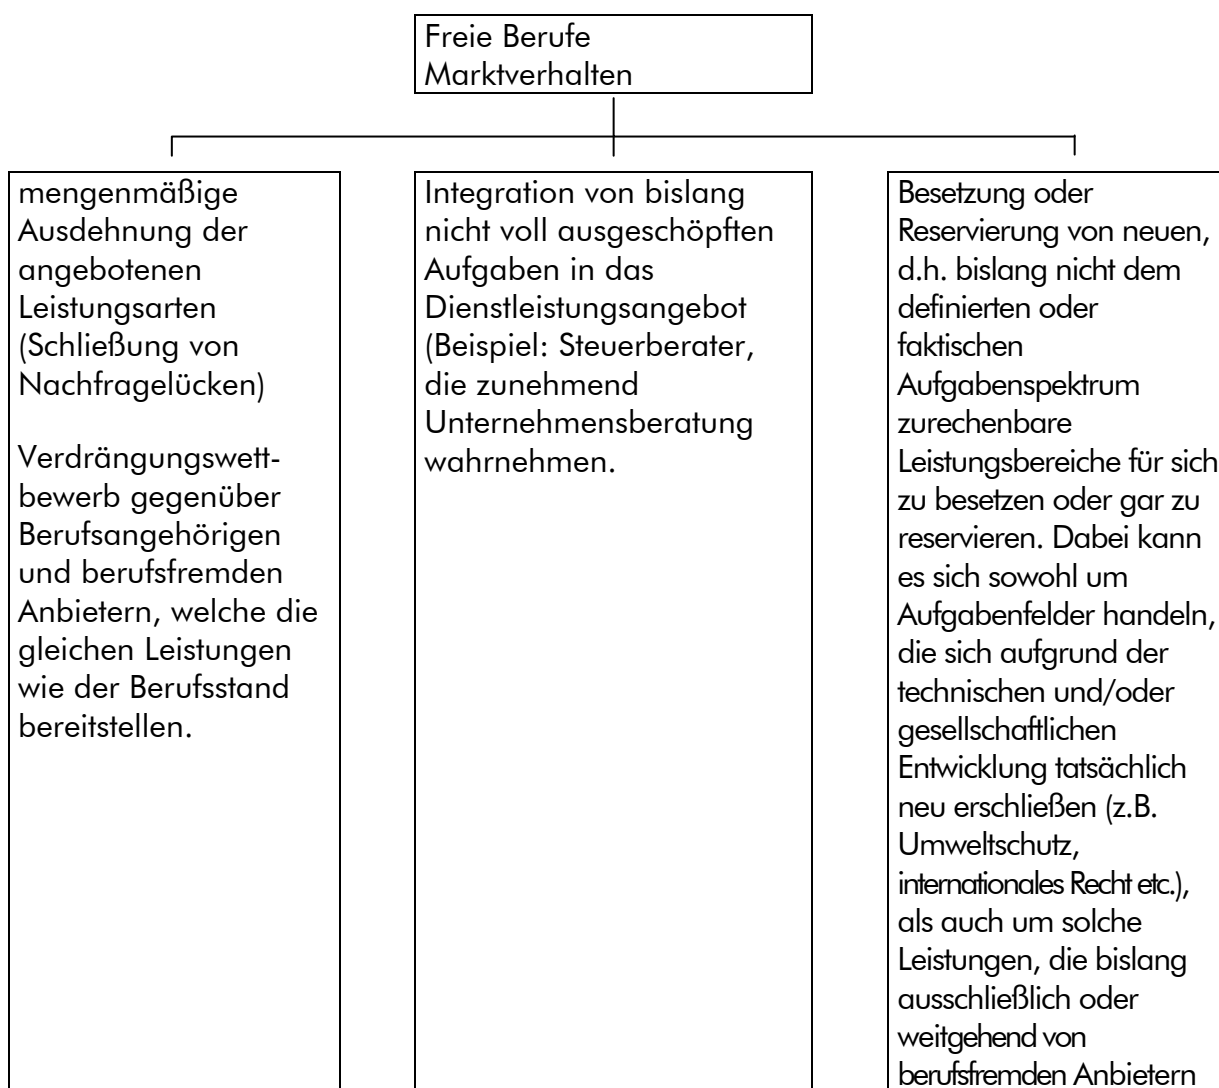 Freie Berufe
Marktverhalten
mengenmäßige
Ausdehnung der
angebotenen
Leistungsarten
(Schließung von
Nachfragelücken)
Verdrängungswett-
bewerb gegenüber
Berufsangehörigen
und berufsfremden
Anbietern, welche die
gleichen Leistungen
wie der Berufsstand
bereitstellen.
Integration von bislang
nicht voll ausgeschöpften
Aufgaben in das
Dienstleistungsangebot
(Beispiel: Steuerberater,
die zunehmend
Unternehmensberatung
wahrnehmen.
Besetzung oder
Reservierung von neuen,
d.h. bislang nicht dem
definierten oder
faktischen
Aufgabenspektrum
zurechenbare
Leistungsbereiche für sich
zu besetzen oder gar zu
reservieren. Dabei kann
es sich sowohl um
Aufgabenfelder handeln,
die sich aufgrund der
technischen und/oder
gesellschaftlichen
Entwicklung tatsächlich
neu erschließen (z.B.
Umweltschutz,
internationales Recht etc.),
als auch um solche
Leistungen, die bislang
ausschließlich oder
weitgehend von
berufsfremden Anbietern